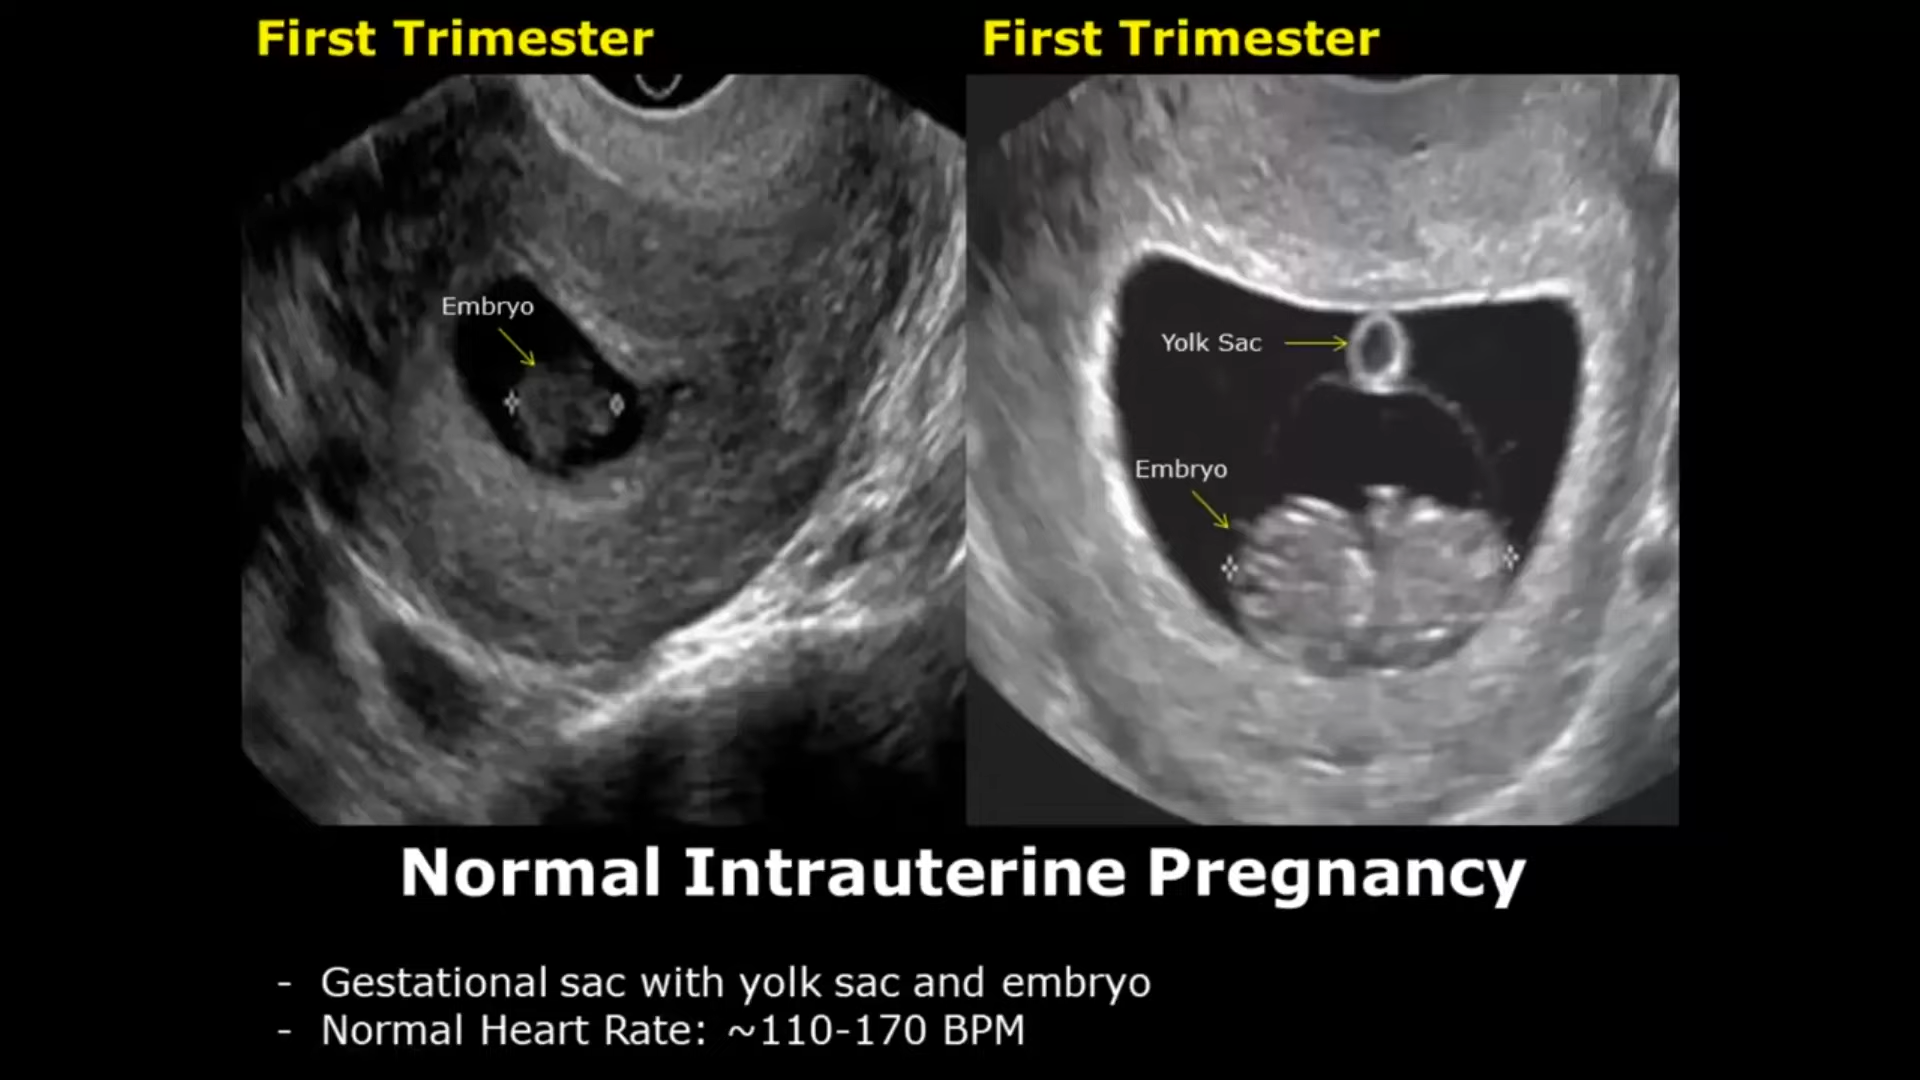 First Trimester
First Trimester
Embryo
Yolk Sac
Embryo
Normal Intrauterine Pregnancy
- Gestational sac with yolk sac and embryo
- Normal Heart Rate: ~110-170 BPM